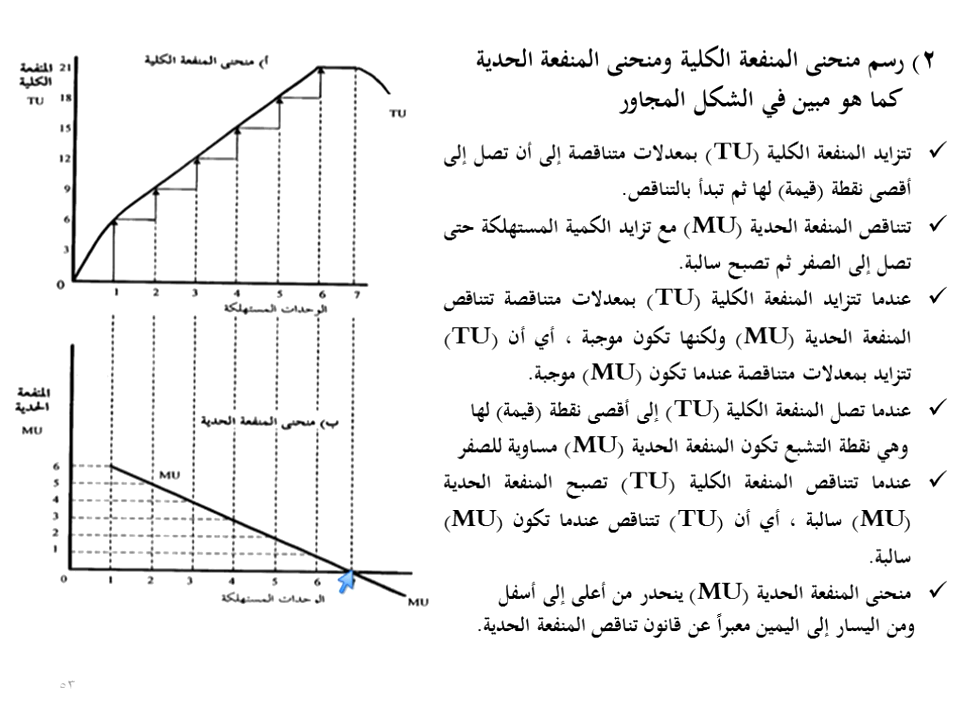 ٢) رسم منحنى المنفعة الكلية ومنحنى المنفعة الحدية
كما هو مبين في الشكل المجاور
✓ تتزايد المنفعة الكلية (TU) بمعدلات متناقصة إلى أن تصل إلى
أقصى نقطة (قيمة) لها ثم تبدأ بالتناقص.
✓ تتناقص المنفعة الحدية (MU) مع تزايد الكمية المستهلكة حتى
تصل إلى الصفر ثم تصبح سالبة.
✓ عندما تتزايد المنفعة الكلية (TU) بمعدلات متناقصة تتناقص
المنفعة الحدية (MU) ولكنها تكون موجبة ، أي أن (TU)
تتزايد بمعدلات متناقصة عندما تكون (MU) موجبة.
✓ عندما تصل المنفعة الكلية (TU) إلى أقصى نقطة (قيمة) لها
وهي نقطة التشبع تكون المنفعة الحدية (MU) مساوية للصفر
✓ عندما تتناقص المنفعة الكلية (TU) تصبح المنفعة الحدية
(MU) سالبة ، أي أن (TU) تتناقص عندما تكون (MU)
سالبة.
✓ منحنى المنفعة الحدية (MU) ينحدر من أعلى إلى أسفل
ومن اليسار إلى اليمين معبراً عن قانون تناقص المنفعة الحدية.
أ) منحنى المنفعة الكلية
المنفعة
الكلية
TU
21
18
15
12
9
6
3
0
TU
1 2 3 4 5 6 7
الوحدات المستهلكة
المنفعة
الحدية
MU
ب) منحنى المنفعة الحدية
6
5
4
3
2
1
MU
0 1 2 3 4 5 6
MU
الوحدات المستهلكة
٥٣